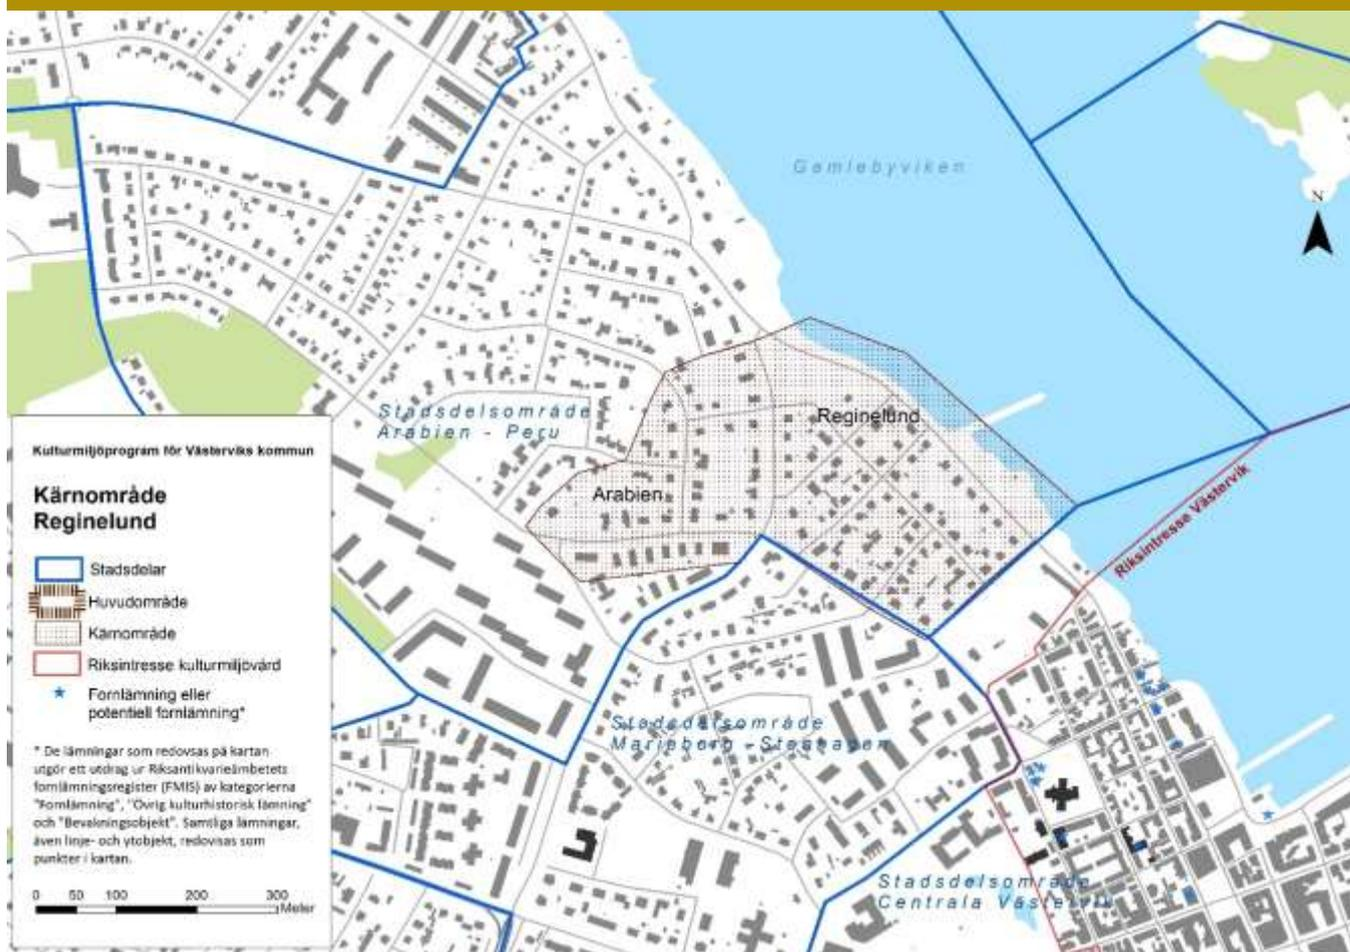 Gamlebyviken
N
Reginelund
Stadsdelsområde
Arabien - Peru
Arabien
Riksintresse Västervik
Stadsdelsområde
Marieborg - Stenhagen
Stadsdelsområde
Centrala Västervik
Kulturmiljöprogram för Västerviks kommun
Kärnområde
Reginelund
Stadsdelar
Huvudområde
Kärnområde
Riksintresse kulturmiljövård
Fornlämning eller
potentiell fornlämning*
* De lämningar som redovsas på kartan
utgör ett utdrag ur Riksantikvarieämbetets
fornlämningsregister (FMIS) av kategorierna
"Fornlämning", "Övrig kulturhistorisk lämning"
och "Bevakningsobjekt". Samtliga lämningar,
även linje- och ytobjekt, redovisas som
punkter i kartan.
0 50 100 200 300
Meter